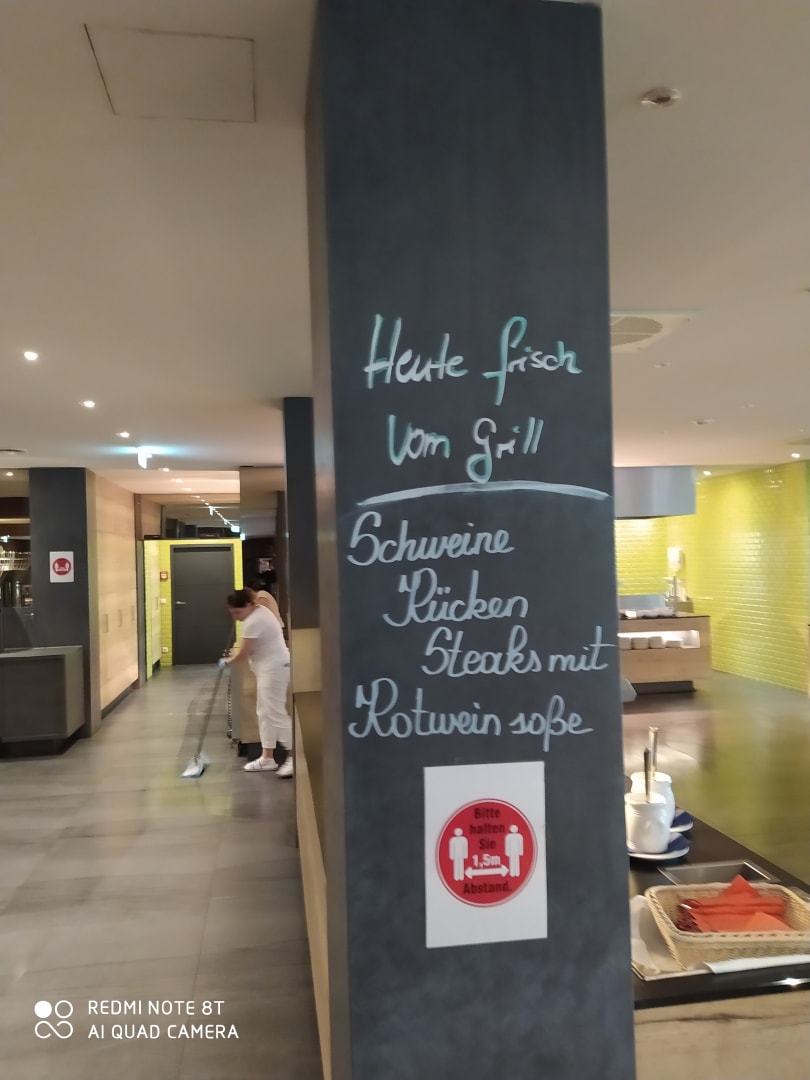 Heute frisch
vom Grill
Schweine
Rücken
Steaks mit
Rotwein soße
Bitte
halten
Sie
1,5m
Abstand.
REDMI NOTE 8T
AI QUAD CAMERA